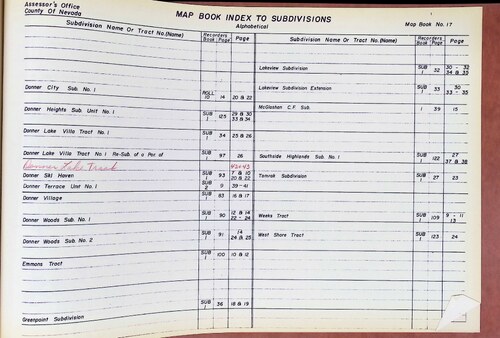 Assessor's Office
County Of Nevada
MAP BOOK INDEX TO SUBDIVISIONS
Alphabetical
Map Book No. 17
Subdivision Name Or Tract No.(Name)
Recorders
Book Page
Page
Subdivision Name Or Tract No.(Name)
Recorders
Book Page
Page
Donner City Sub. No. 1 ROLL 10 14 20 & 22
Donner Heights Sub. Unit No. 1 SUB 1 125 29 & 30 33 & 34
Donner Lake Villa Tract No. 1 SUB 1 34 25 & 26
Donner Lake Villa Tract No. 1 Re-Sub of a Por. of SUB 1 97 26
Donner Lake Track 42+43
Donner Ski Haven SUB 1 93 7 & 10 20 & 22
Donner Terrace Unit No. 1 SUB 2 9 39-41
Donner Village SUB 1 83 16 & 17
Donner Woods Sub. No. 1 SUB 1 90 12 & 14 22 - 24
Donner Woods Sub. No. 2 SUB 1 91 14 24 & 25
Emmons Tract SUB 1 100 10 & 12
Greenpoint Subdivision SUB 1 36 18 & 19
Lakeview Subdivision SUB 1 32 30 - 32 34 & 35
Lakeview Subdivision Extension SUB 1 33 30 33 - 35
McGlashan C.F. Sub. 1 39 15
Southside Highlands Sub. No. 1 SUB 1 122 27 37 & 38
Tamrak Subdivision SUB 1 27 23
Weeks Tract SUB 1 109 9 - 11 13
West Shore Tract SUB 1 123 24